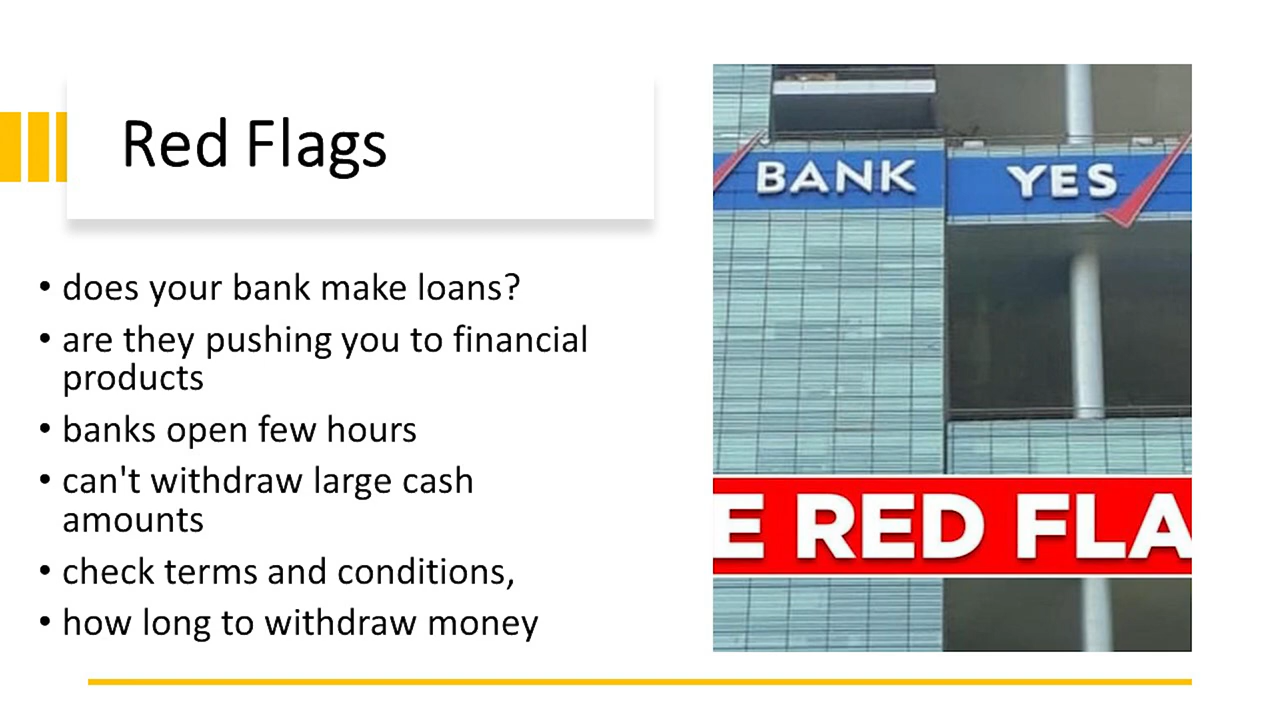 Red Flags
• does your bank make loans?
• are they pushing you to financial
products
• banks open few hours
• can't withdraw large cash
amounts
• check terms and conditions,
• how long to withdraw money
BANK YES
E RED FLA